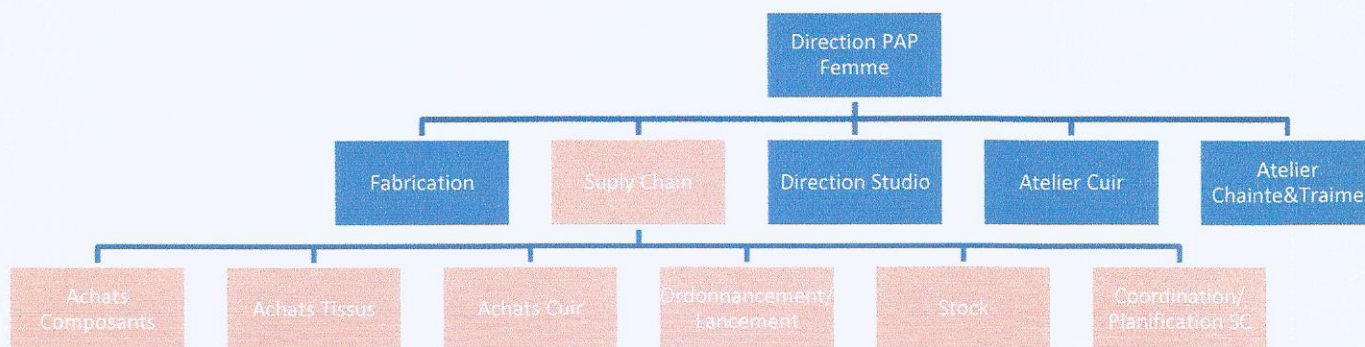 Direction PAP
Femme
Fabrication
Suply Chain
Direction Studio
Atelier Cuir
Atelier
Chainte&Traime
Achats
Composants
Achats Tissus
Achats Cuir
Ordonnancement/
Lancement
Stock
Coordination/
Planification SC